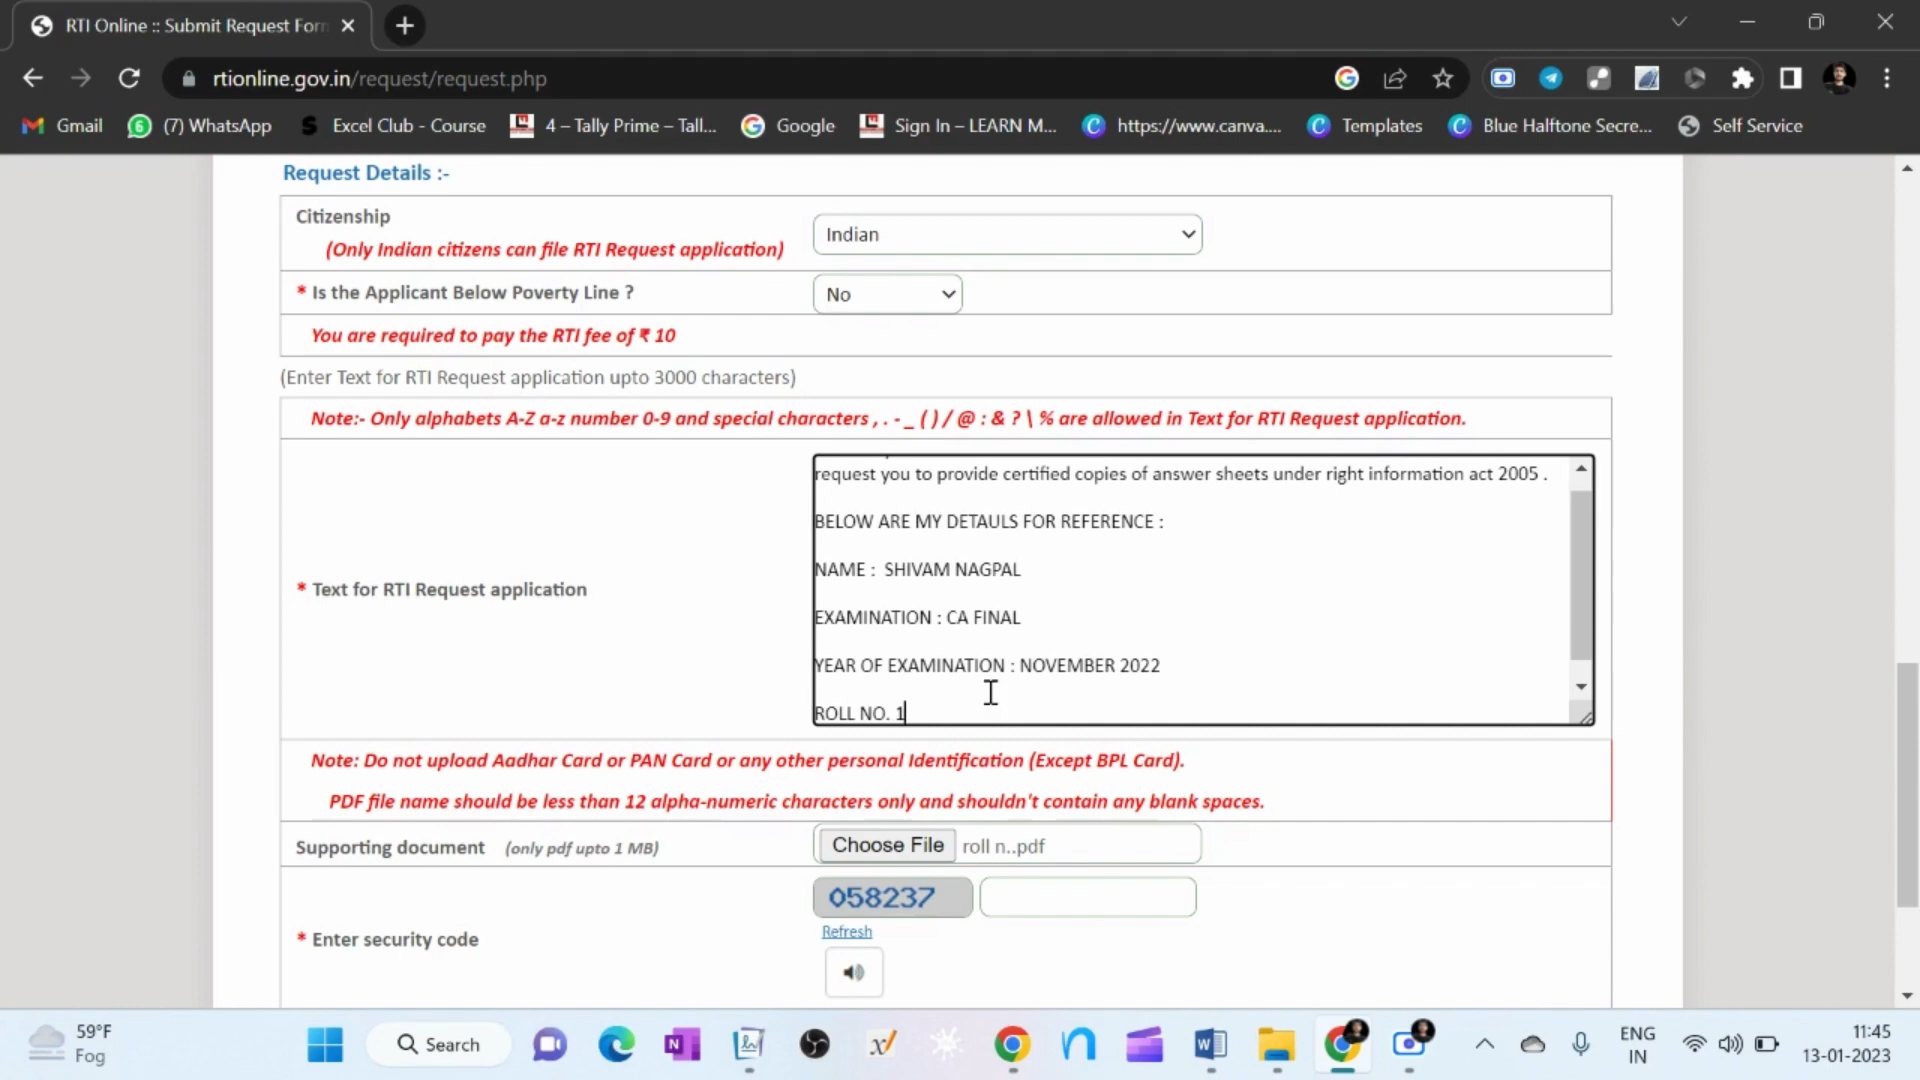 RTI Online :: Submit Request For
rtionline.gov.in/request/request.php
Gmail
(7) WhatsApp
Excel Club - Course
4 – Tally Prime – Tall...
Google
Sign In – LEARN M...
https://www.canva....
Templates
Blue Halftone Secre...
Self Service
Request Details :-
Citizenship
(Only Indian citizens can file RTI Request application)
Indian
* Is the Applicant Below Poverty Line ?
No
You are required to pay the RTI fee of ₹ 10
(Enter Text for RTI Request application upto 3000 characters)
Note:- Only alphabets A-Z a-z number 0-9 and special characters , . - _ ( ) / @ : & ? \ % are allowed in Text for RTI Request application.
* Text for RTI Request application
request you to provide certified copies of answer sheets under right information act 2005 .
BELOW ARE MY DETAULS FOR REFERENCE :
NAME : SHIVAM NAGPAL
EXAMINATION : CA FINAL
YEAR OF EXAMINATION : NOVEMBER 2022
ROLL NO. 1
Note: Do not upload Aadhar Card or PAN Card or any other personal Identification (Except BPL Card).
PDF file name should be less than 12 alpha-numeric characters only and shouldn't contain any blank spaces.
Supporting document (only pdf upto 1 MB)
Choose File roll n..pdf
058237
Refresh
* Enter security code
59°F
Fog
Search
ENG
IN
11:45
13-01-2023